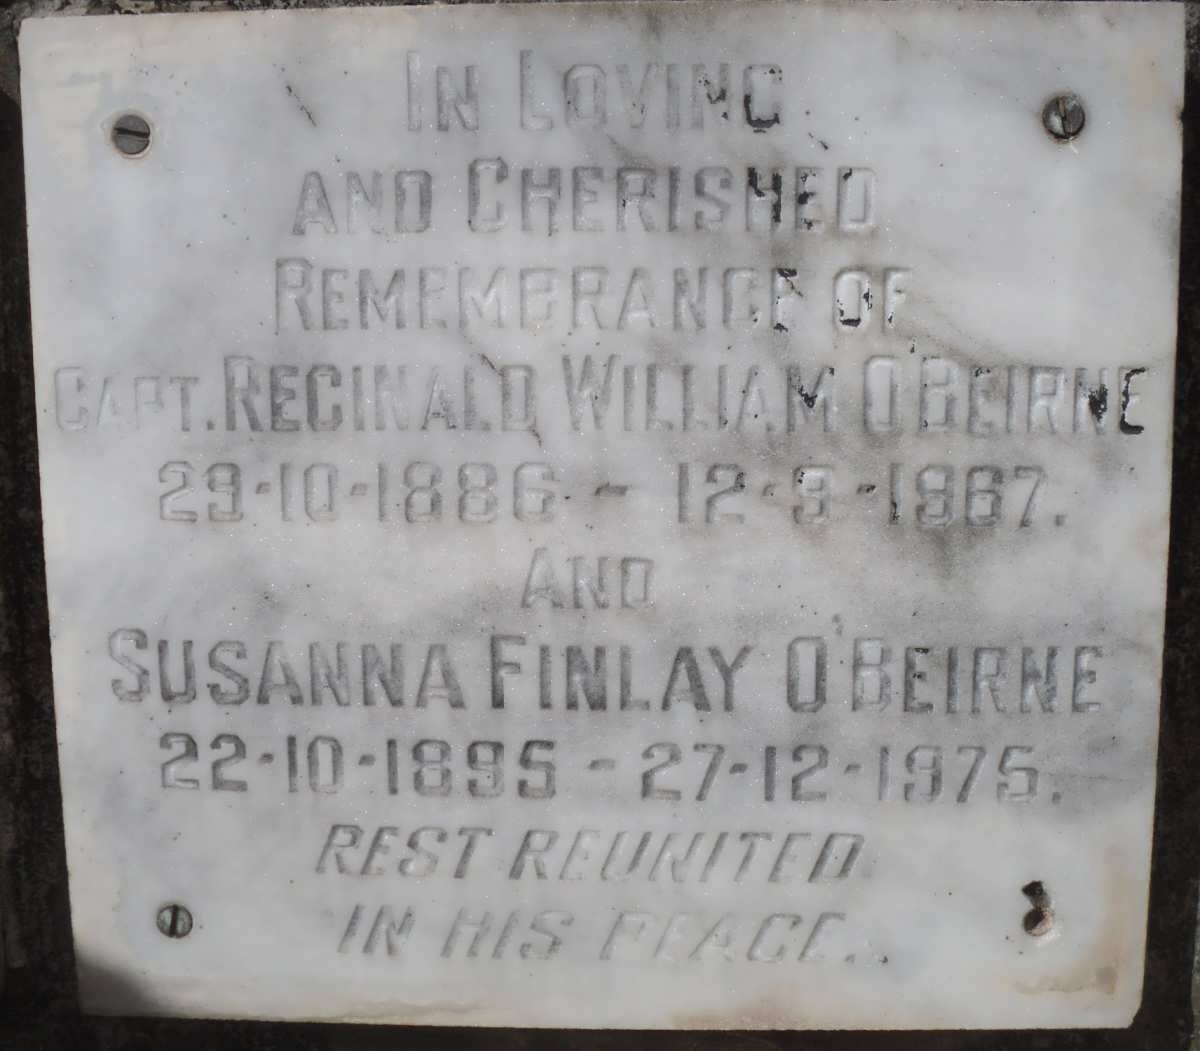 IN LOVING
AND CHERISHED
REMEMBRANCE OF
CAPT. REGINALD WILLIAM O'BEIRNE
29-10-1886 - 12-9-1967.
AND
SUSANNA FINLAY O'BEIRNE
22-10-1895 - 27-12-1975.
REST REUNITED
IN HIS PEACE..